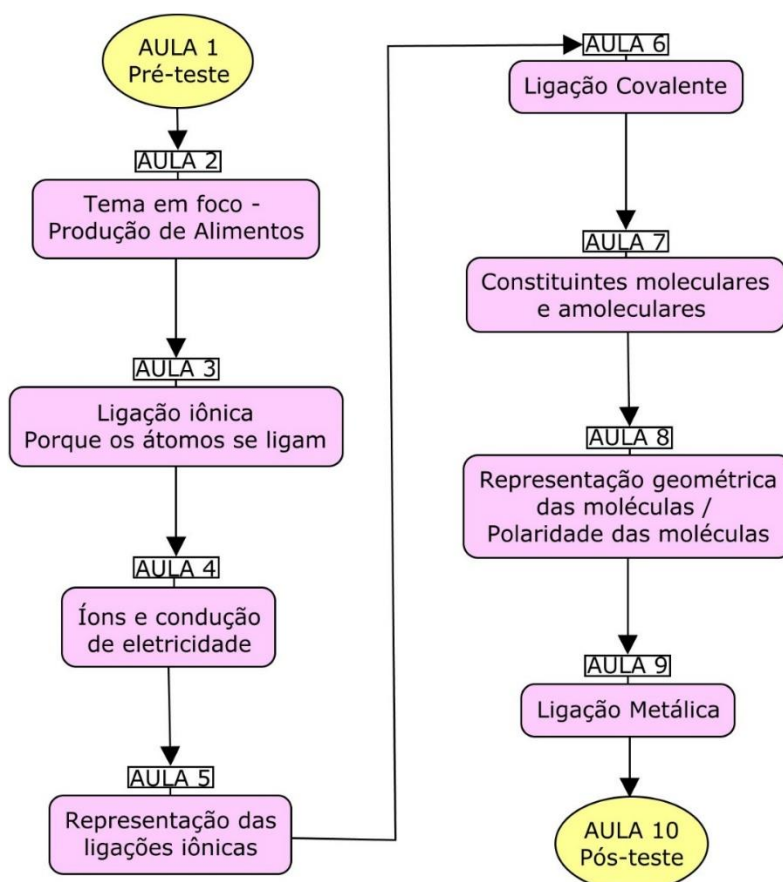 AULA 1
Pré-teste
AULA 2
Tema em foco -
Produção de Alimentos
AULA 3
Ligação iônica
Porque os átomos se ligam
AULA 4
Íons e condução
de eletricidade
AULA 5
Representação das
ligações iônicas
AULA 6
Ligação Covalente
AULA 7
Constituintes moleculares
e amoleculares
AULA 8
Representação geométrica
das moléculas /
Polaridade das moléculas
AULA 9
Ligação Metálica
AULA 10
Pós-teste